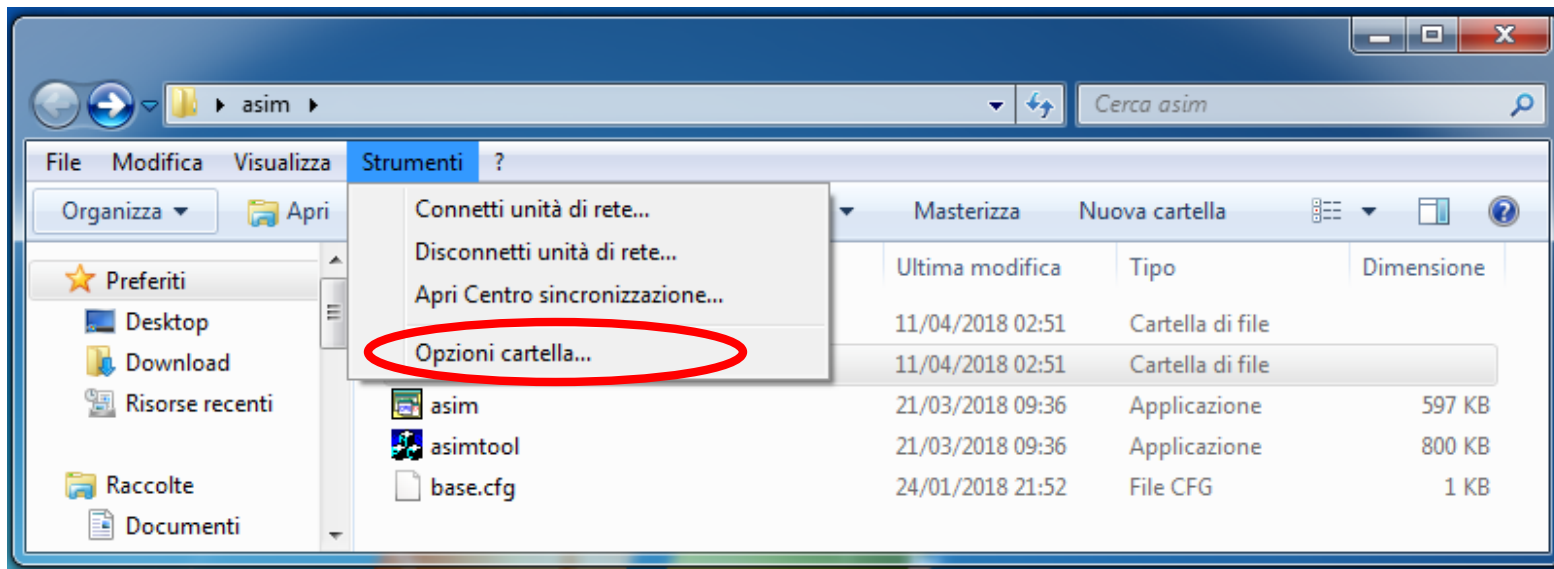 asim
Cerca asim
File Modifica Visualizza Strumenti ?
Organizza Apri Masterizza Nuova cartella
Connetti unità di rete...
Disconnetti unità di rete...
Apri Centro sincronizzazione...
Opzioni cartella...
Preferiti
Desktop
Download
Risorse recenti
Raccolte
Documenti
Ultima modifica Tipo Dimensione
11/04/2018 02:51 Cartella di file
11/04/2018 02:51 Cartella di file
asim 21/03/2018 09:36 Applicazione 597 KB
asimtool 21/03/2018 09:36 Applicazione 800 KB
base.cfg 24/01/2018 21:52 File CFG 1 KB